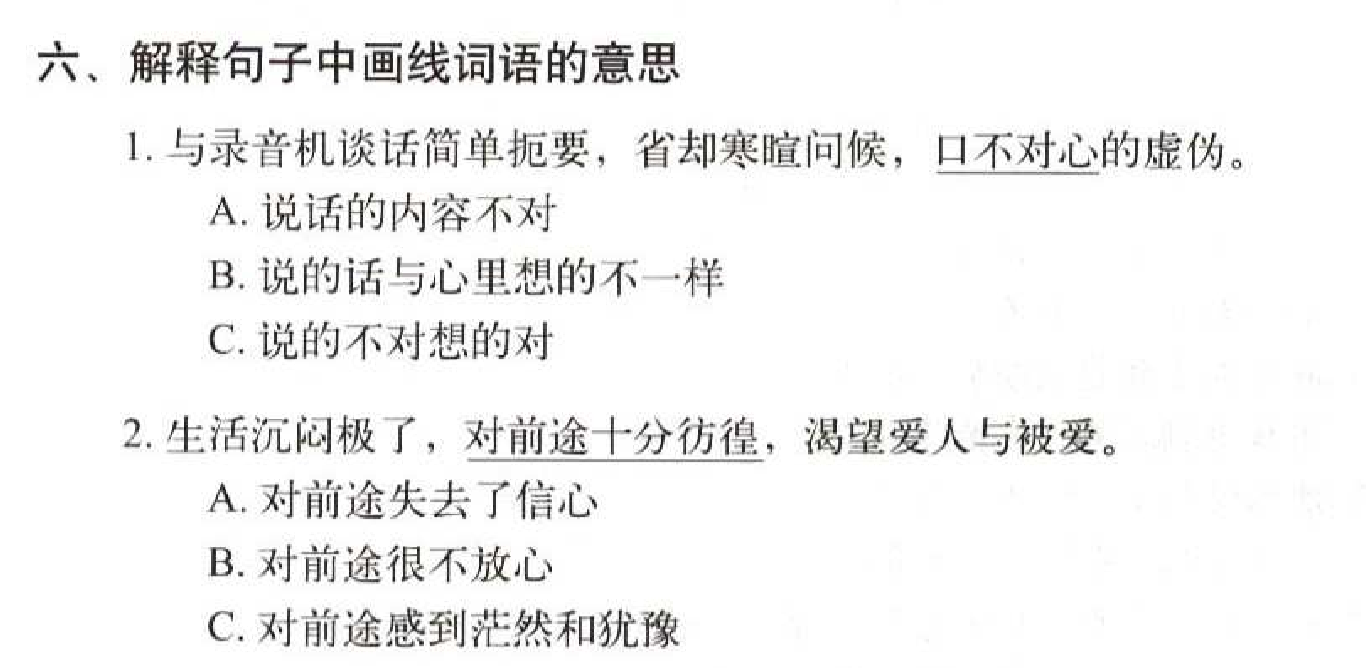 六、解释句子中画线词语的意思
1. 与录音机谈话简单扼要，省却寒暄问候，口不对心的虚伪。
A. 说话的内容不对
B. 说的话与心里想的不一样
C. 说的不对想的对
2. 生活沉闷极了，对前途十分彷徨，渴望爱人与被爱。
A. 对前途失去了信心
B. 对前途很不放心
C. 对前途感到茫然和犹豫